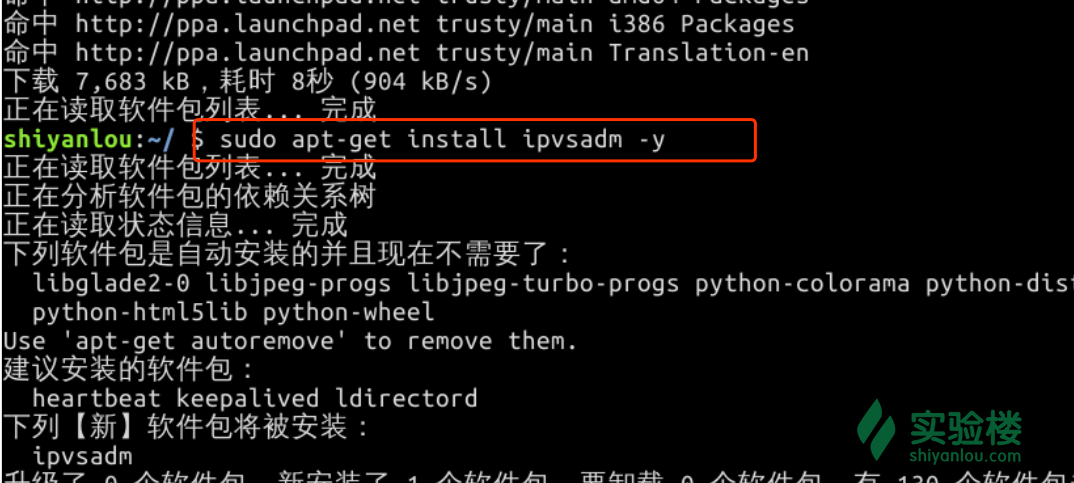 命中 http://ppa.launchpad.net trusty/main amd64 Packages
命中 http://ppa.launchpad.net trusty/main i386 Packages
命中 http://ppa.launchpad.net trusty/main Translation-en
下载 7,683 kB，耗时 8秒 (904 kB/s)
正在读取软件包列表... 完成
shiyanlou:~/ $ sudo apt-get install ipvsadm -y
正在读取软件包列表... 完成
正在分析软件包的依赖关系树
正在读取状态信息... 完成
下列软件包是自动安装的并且现在不需要了：
libglade2-0 libjpeg-progs libjpeg-turbo-progs python-colorama python-dist
python-html5lib python-wheel
Use 'apt-get autoremove' to remove them.
建议安装的软件包：
heartbeat keepalived ldirectord
下列【新】软件包将被安装：
ipvsadm
升级了 0 个软件包，新安装了 1 个软件包，要卸载 0 个软件包，有 130 个软件包
实验楼
shiyanlou.com